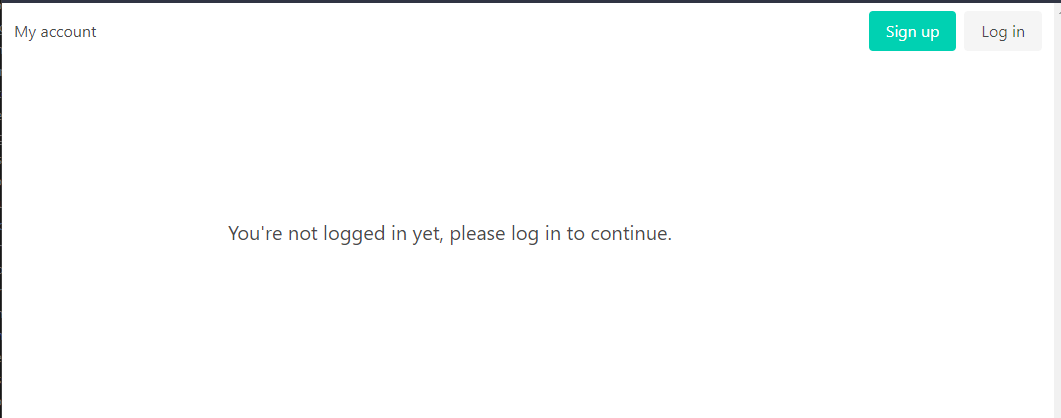 My account
Sign up
Log in
You're not logged in yet, please log in to continue.